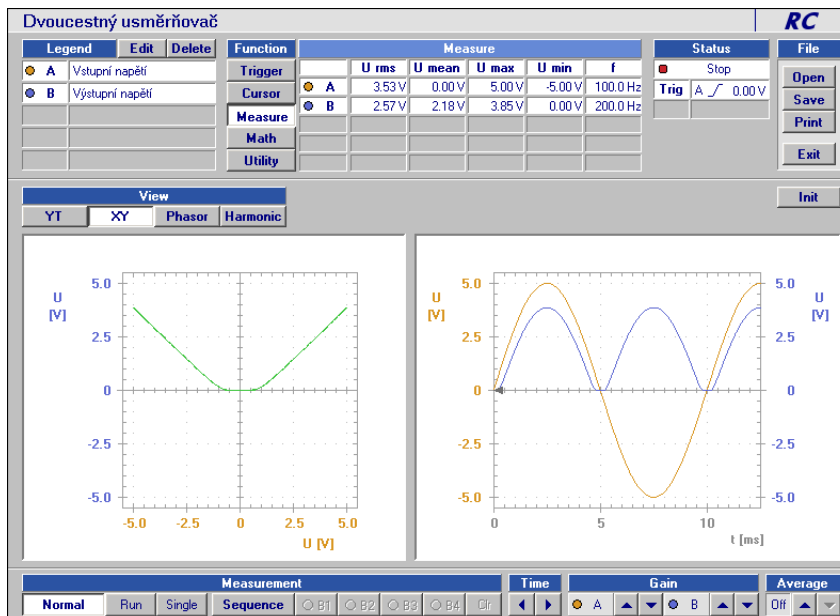 Dvoucestný usměrňovač RC
Legend Edit Delete Function Measure Status File
A Vstupní napětí
B Výstupní napětí
Trigger
Cursor
Measure
Math
Utility
U rms U mean U max U min f
A 3.53 V 0.00 V 5.00 V -5.00 V 100.0 Hz
B 2.57 V 2.18 V 3.85 V 0.00 V 200.0 Hz
Stop
Trig A 0.00 V
Open
Save
Print
Exit
View Init
YT XY Phasor Harmonic
U
[V]
5.0
2.5
0
-2.5
-5.0
-5.0 -2.5 0 2.5 5.0
U [V]
U
[V]
5.0
2.5
0
-2.5
-5.0
0 5 10
t [ms]
5.0
2.5
0
-2.5
-5.0
U
[V]
Measurement Time Gain Average
Normal Run Single Sequence B1 B2 B3 B4 Clr A B Off